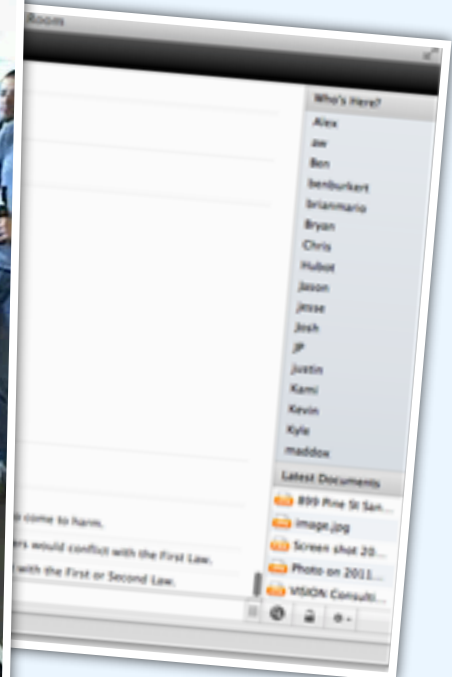 Room
Who's Here?
Alex
aw
Ben
benburkert
brianmario
Bryan
Chris
Hubot
Jason
jesse
Josh
JP
justin
Kami
Kevin
Kyle
maddox
Latest Documents
899 Pine St San...
image.jpg
Screen shot 20...
Photo on 2011...
VISION Consulti...
o come to harm.
ers would conflict with the First Law.
with the First or Second Law.